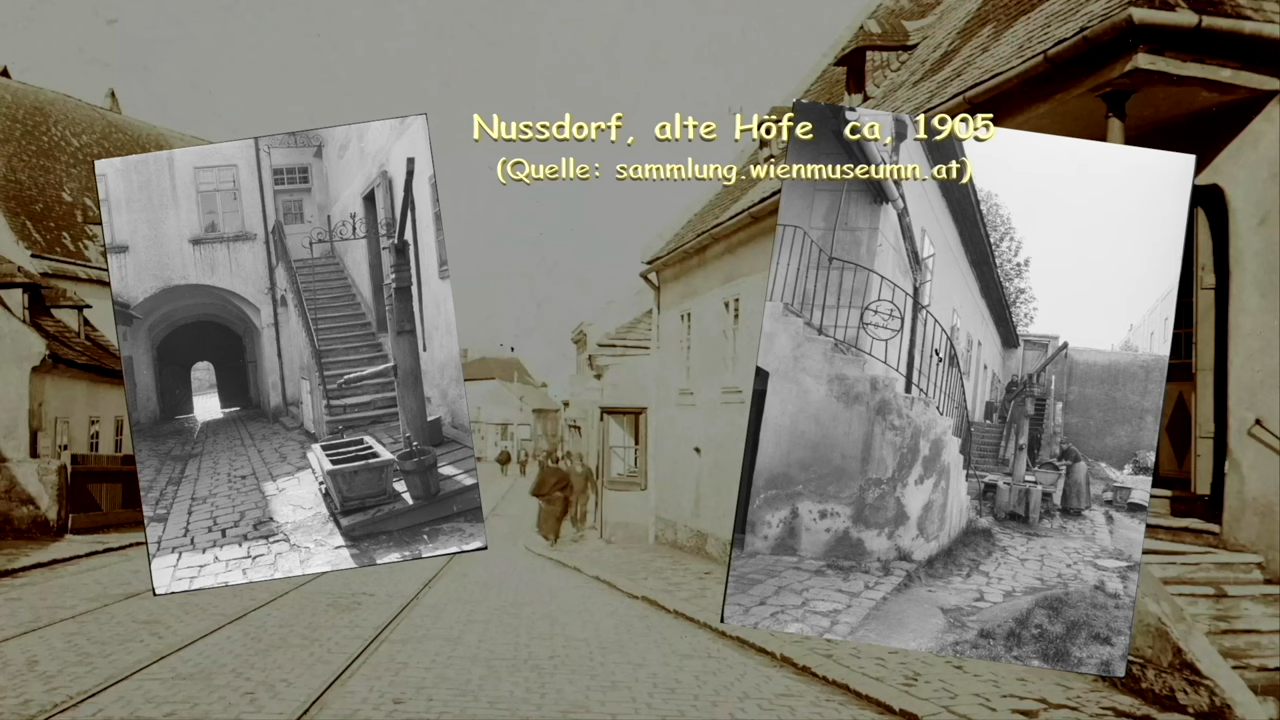 Nussdorf, alte Höfe ca, 1905
(Quelle: sammlung.wienmuseumn.at)